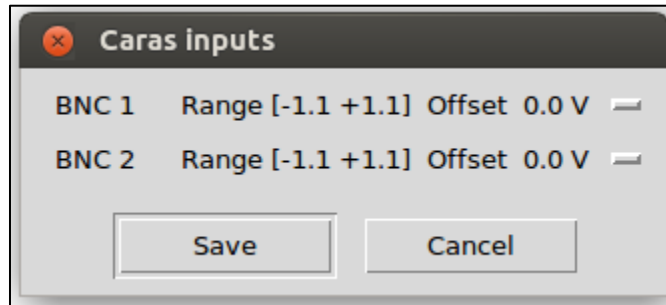 Caras inputs
BNC 1 Range [-1.1 +1.1] Offset 0.0 V
BNC 2 Range [-1.1 +1.1] Offset 0.0 V
Save Cancel